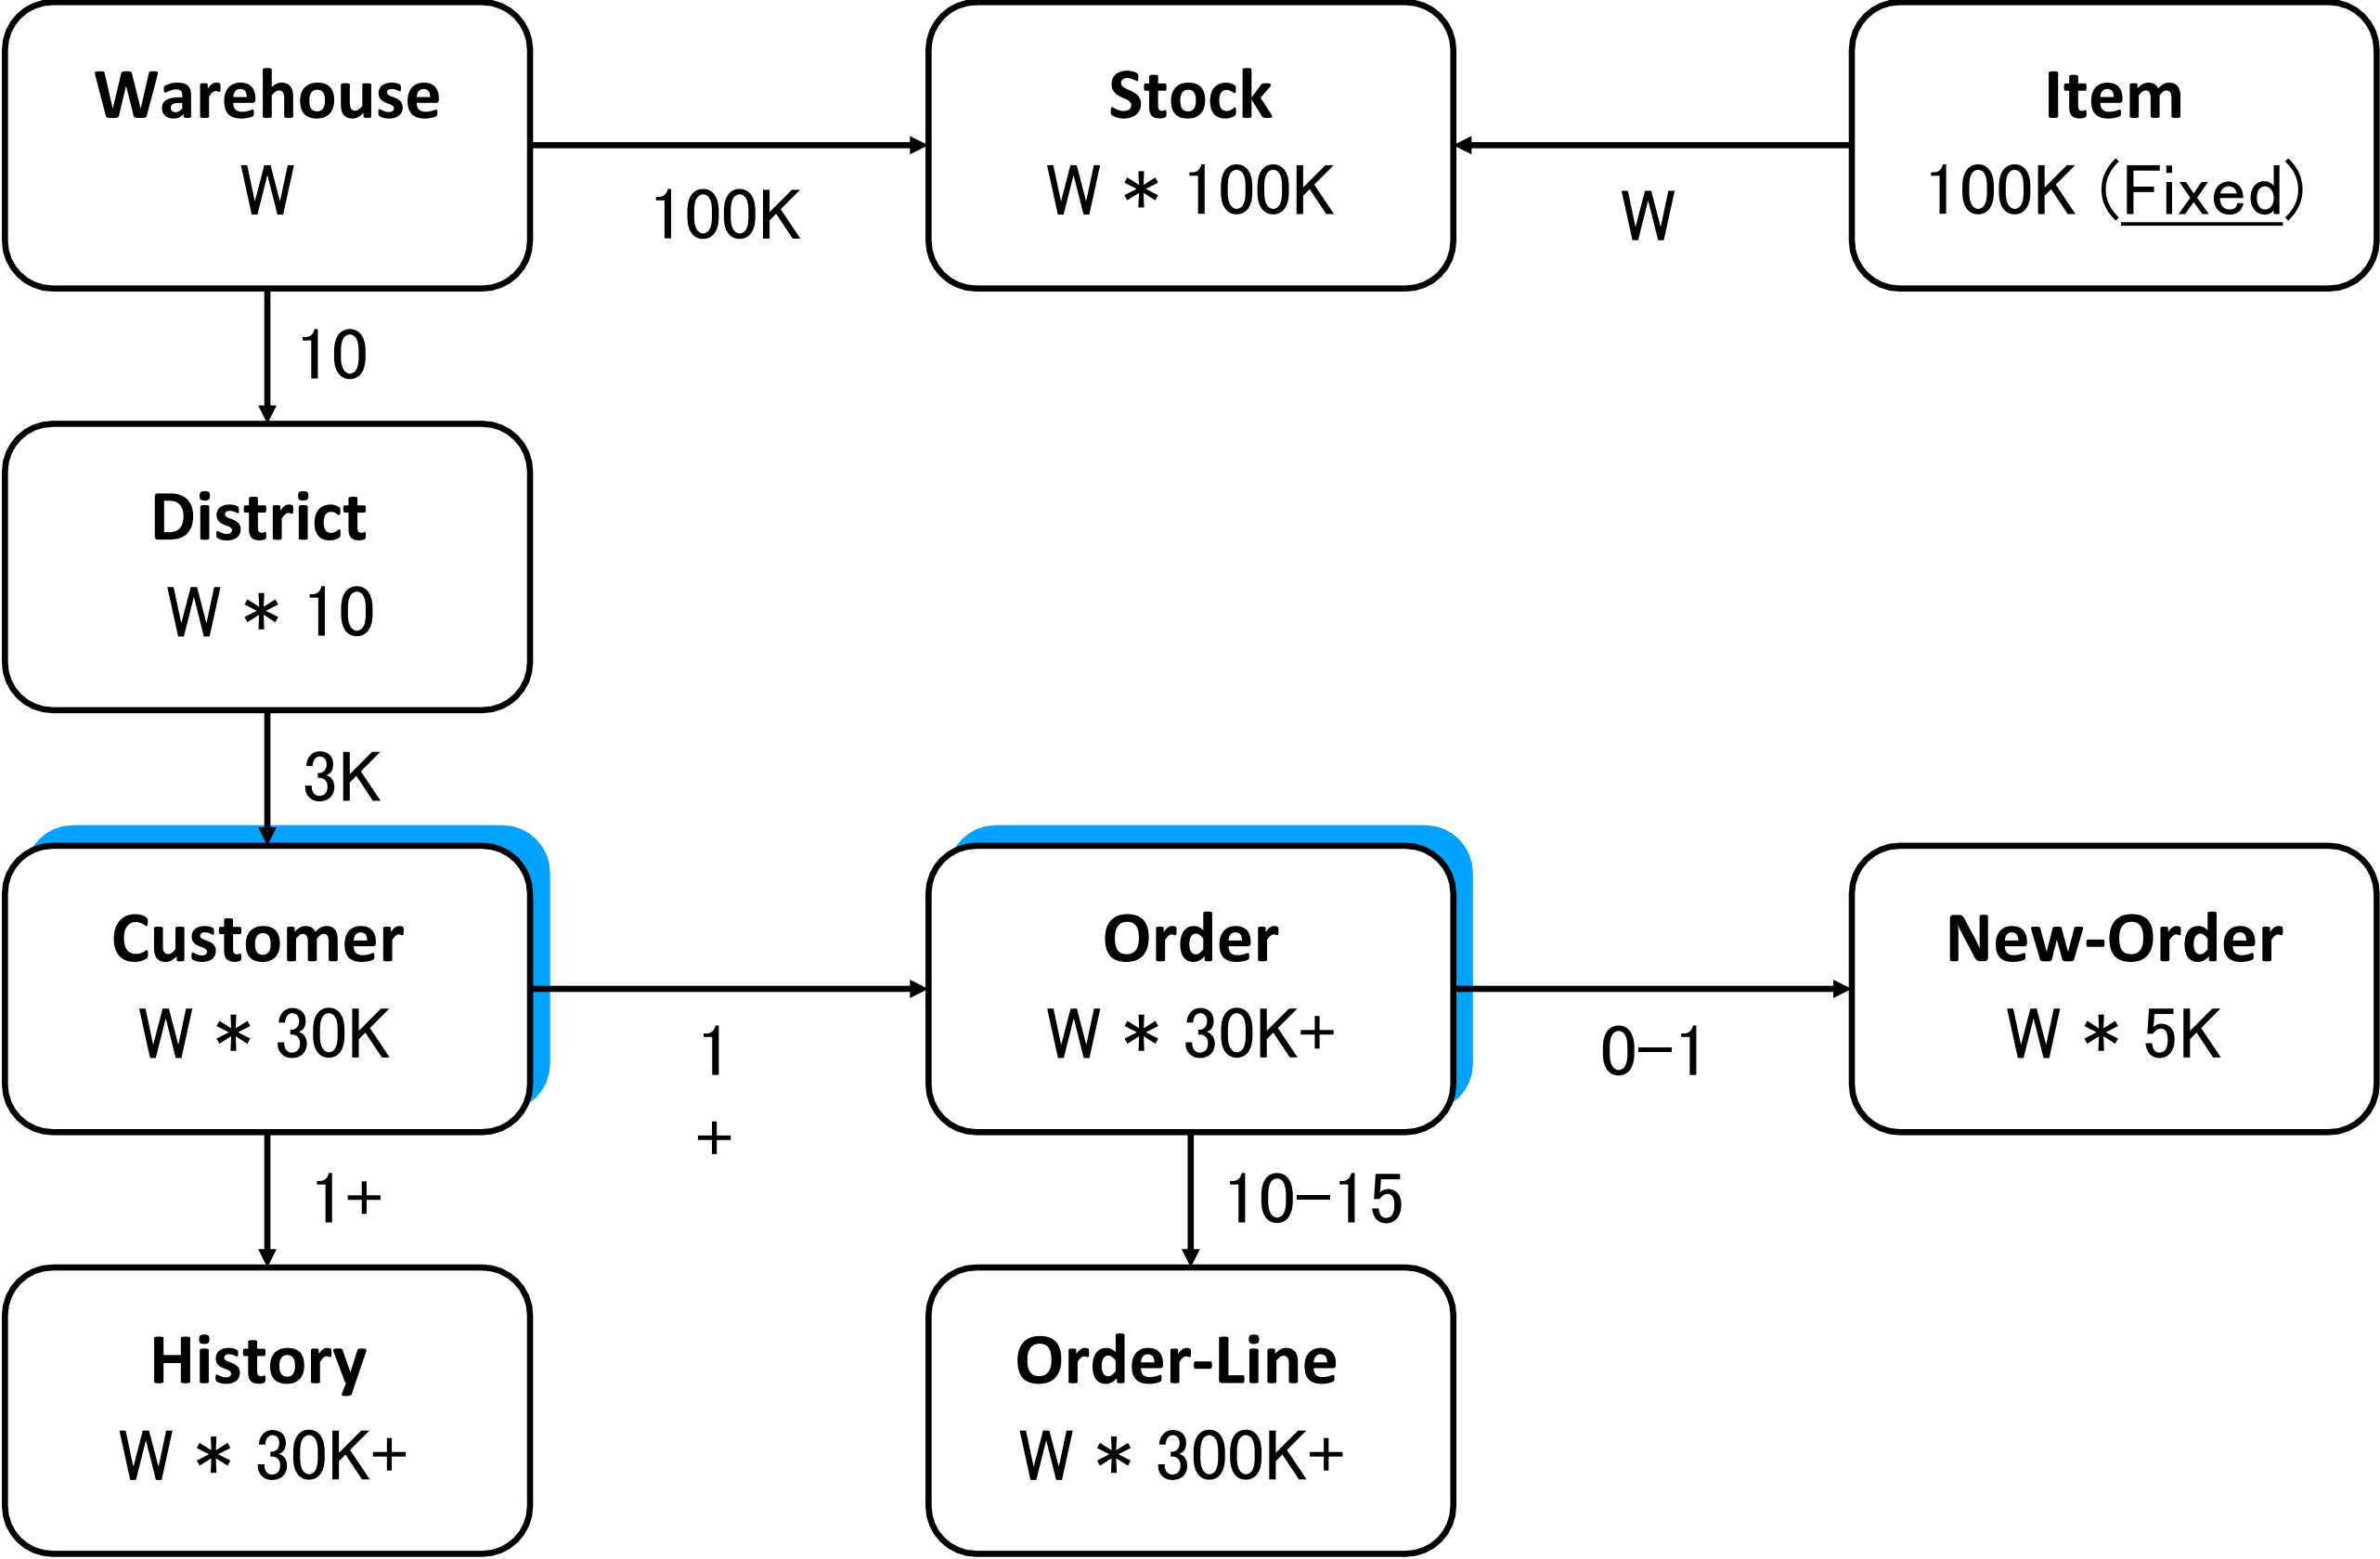 Warehouse
W
100K
Stock
W * 100K
W
Item
100K (Fixed)
10
District
W * 10
3K
Customer
W * 30K
1
+
Order
W * 30K+
0-1
New-Order
W * 5K
1+
10-15
History
W * 30K+
Order-Line
W * 300K+